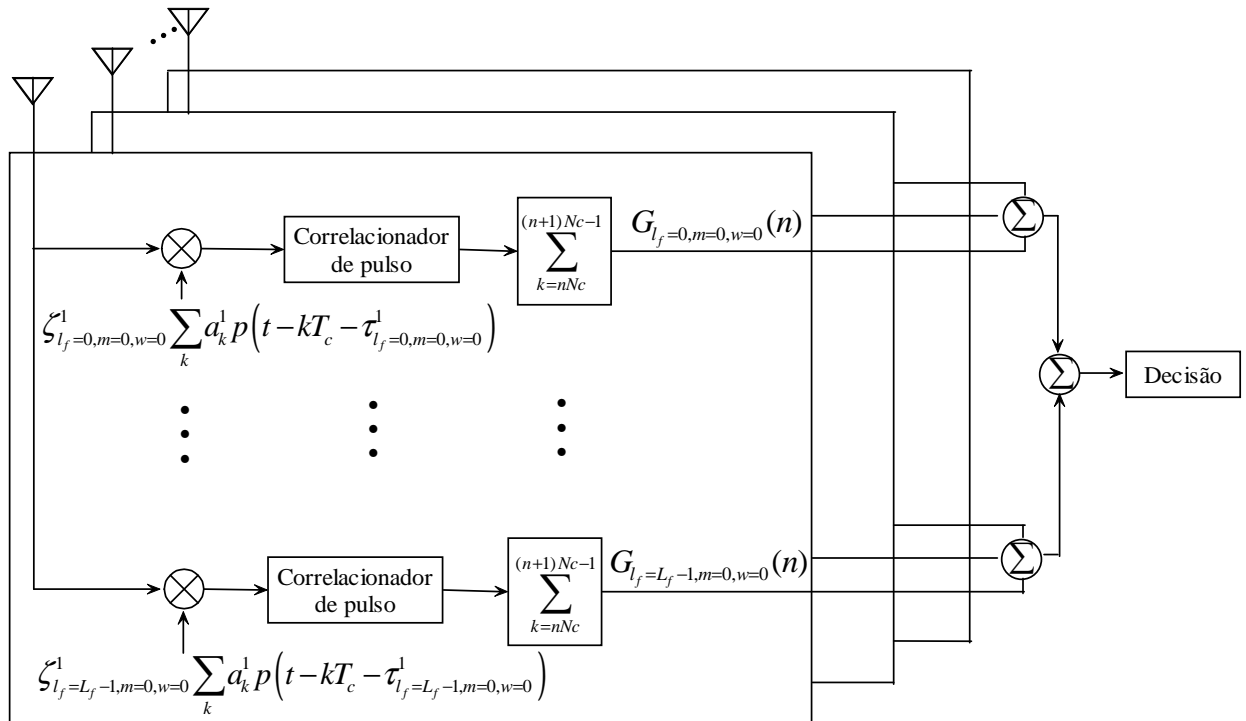 Correlacionador
de pulso
∑_{k=nNc}^{(n+1)Nc-1}
G_{l_f=0,m=0,w=0}(n)
Σ
ζ^1_{l_f=0,m=0,w=0} ∑_k a^1_k p(t − kT_c − τ^1_{l_f=0,m=0,w=0})
Σ
Decisão
Correlacionador
de pulso
∑_{k=nNc}^{(n+1)Nc-1}
G_{l_f=L_f−1,m=0,w=0}(n)
Σ
ζ^1_{l_f=L_f−1,m=0,w=0} ∑_k a^1_k p(t − kT_c − τ^1_{l_f=L_f−1,m=0,w=0})